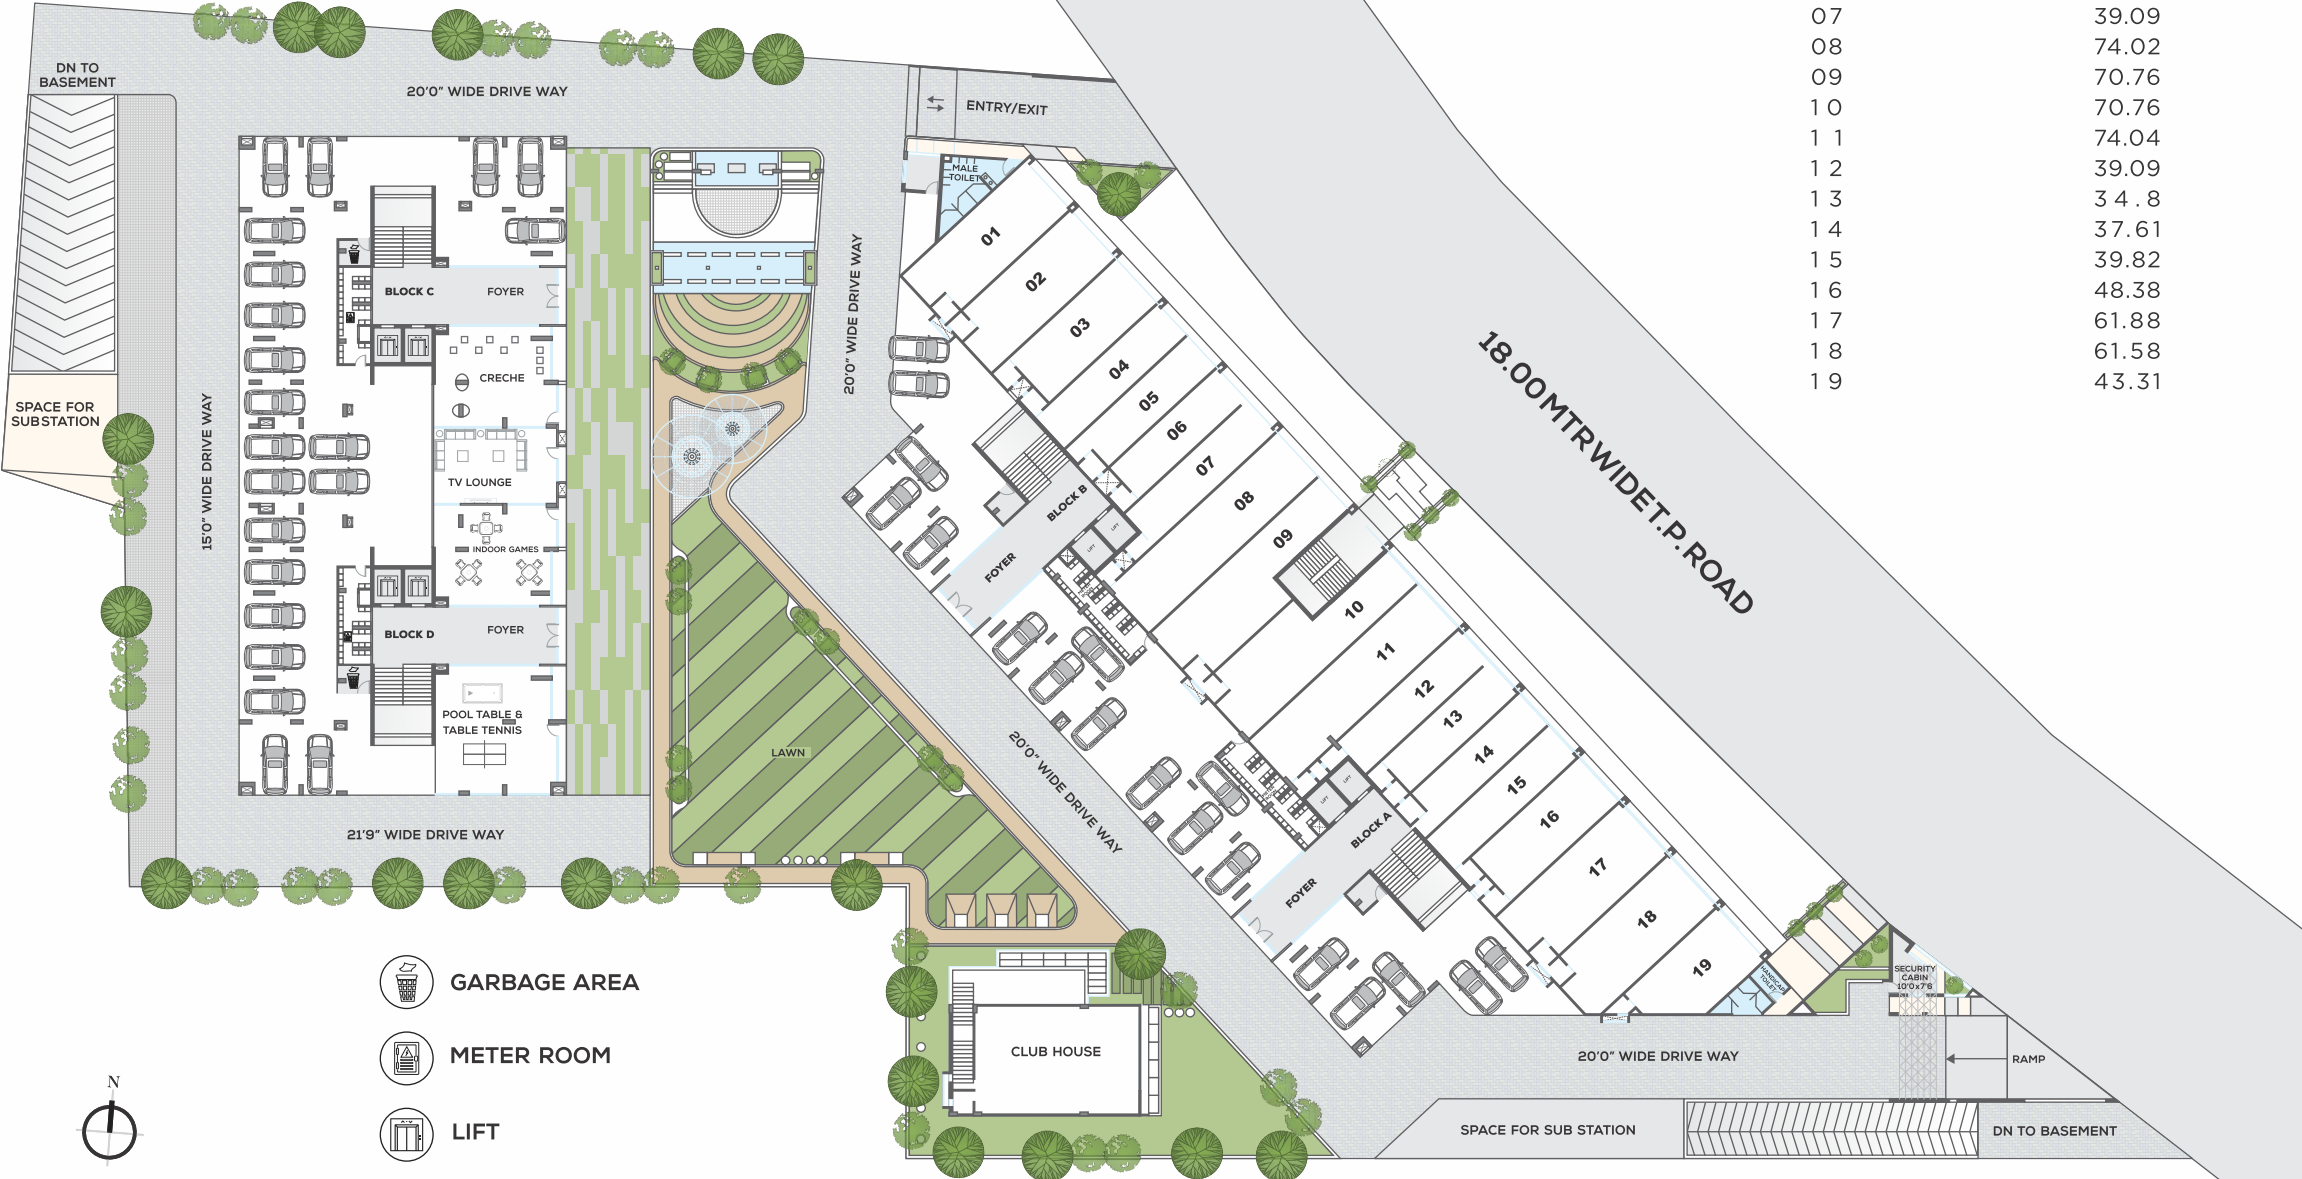 07 39.09
08 74.02
09 70.76
10 70.76
11 74.04
12 39.09
13 34.8
14 37.61
15 39.82
16 48.38
17 61.88
18 61.58
19 43.31
DN TO
BASEMENT
20'0" WIDE DRIVE WAY
ENTRY/EXIT
MALE
TOILET
SPACE FOR
SUBSTATION
15'0" WIDE DRIVE WAY
BLOCK C
FOYER
CRECHE
TV LOUNGE
INDOOR GAMES
BLOCK D
FOYER
POOL TABLE &
TABLE TENNIS
21'9" WIDE DRIVE WAY
20'0" WIDE DRIVE WAY
LAWN
01
02
03
04
05
06
07
08
09
10
11
12
13
14
15
16
17
18
19
18.00MTRWIDET.P.ROAD
BLOCK B
LIFT
LIFT
FOYER
20'0" WIDE DRIVE WAY
LIFT
LIFT
BLOCK A
FOYER
HANDICAP
TOILET
SECURITY
CABIN
10'0x7'6
GARBAGE AREA
METER ROOM
LIFT
N
CLUB HOUSE
20'0" WIDE DRIVE WAY
RAMP
SPACE FOR SUB STATION
DN TO BASEMENT